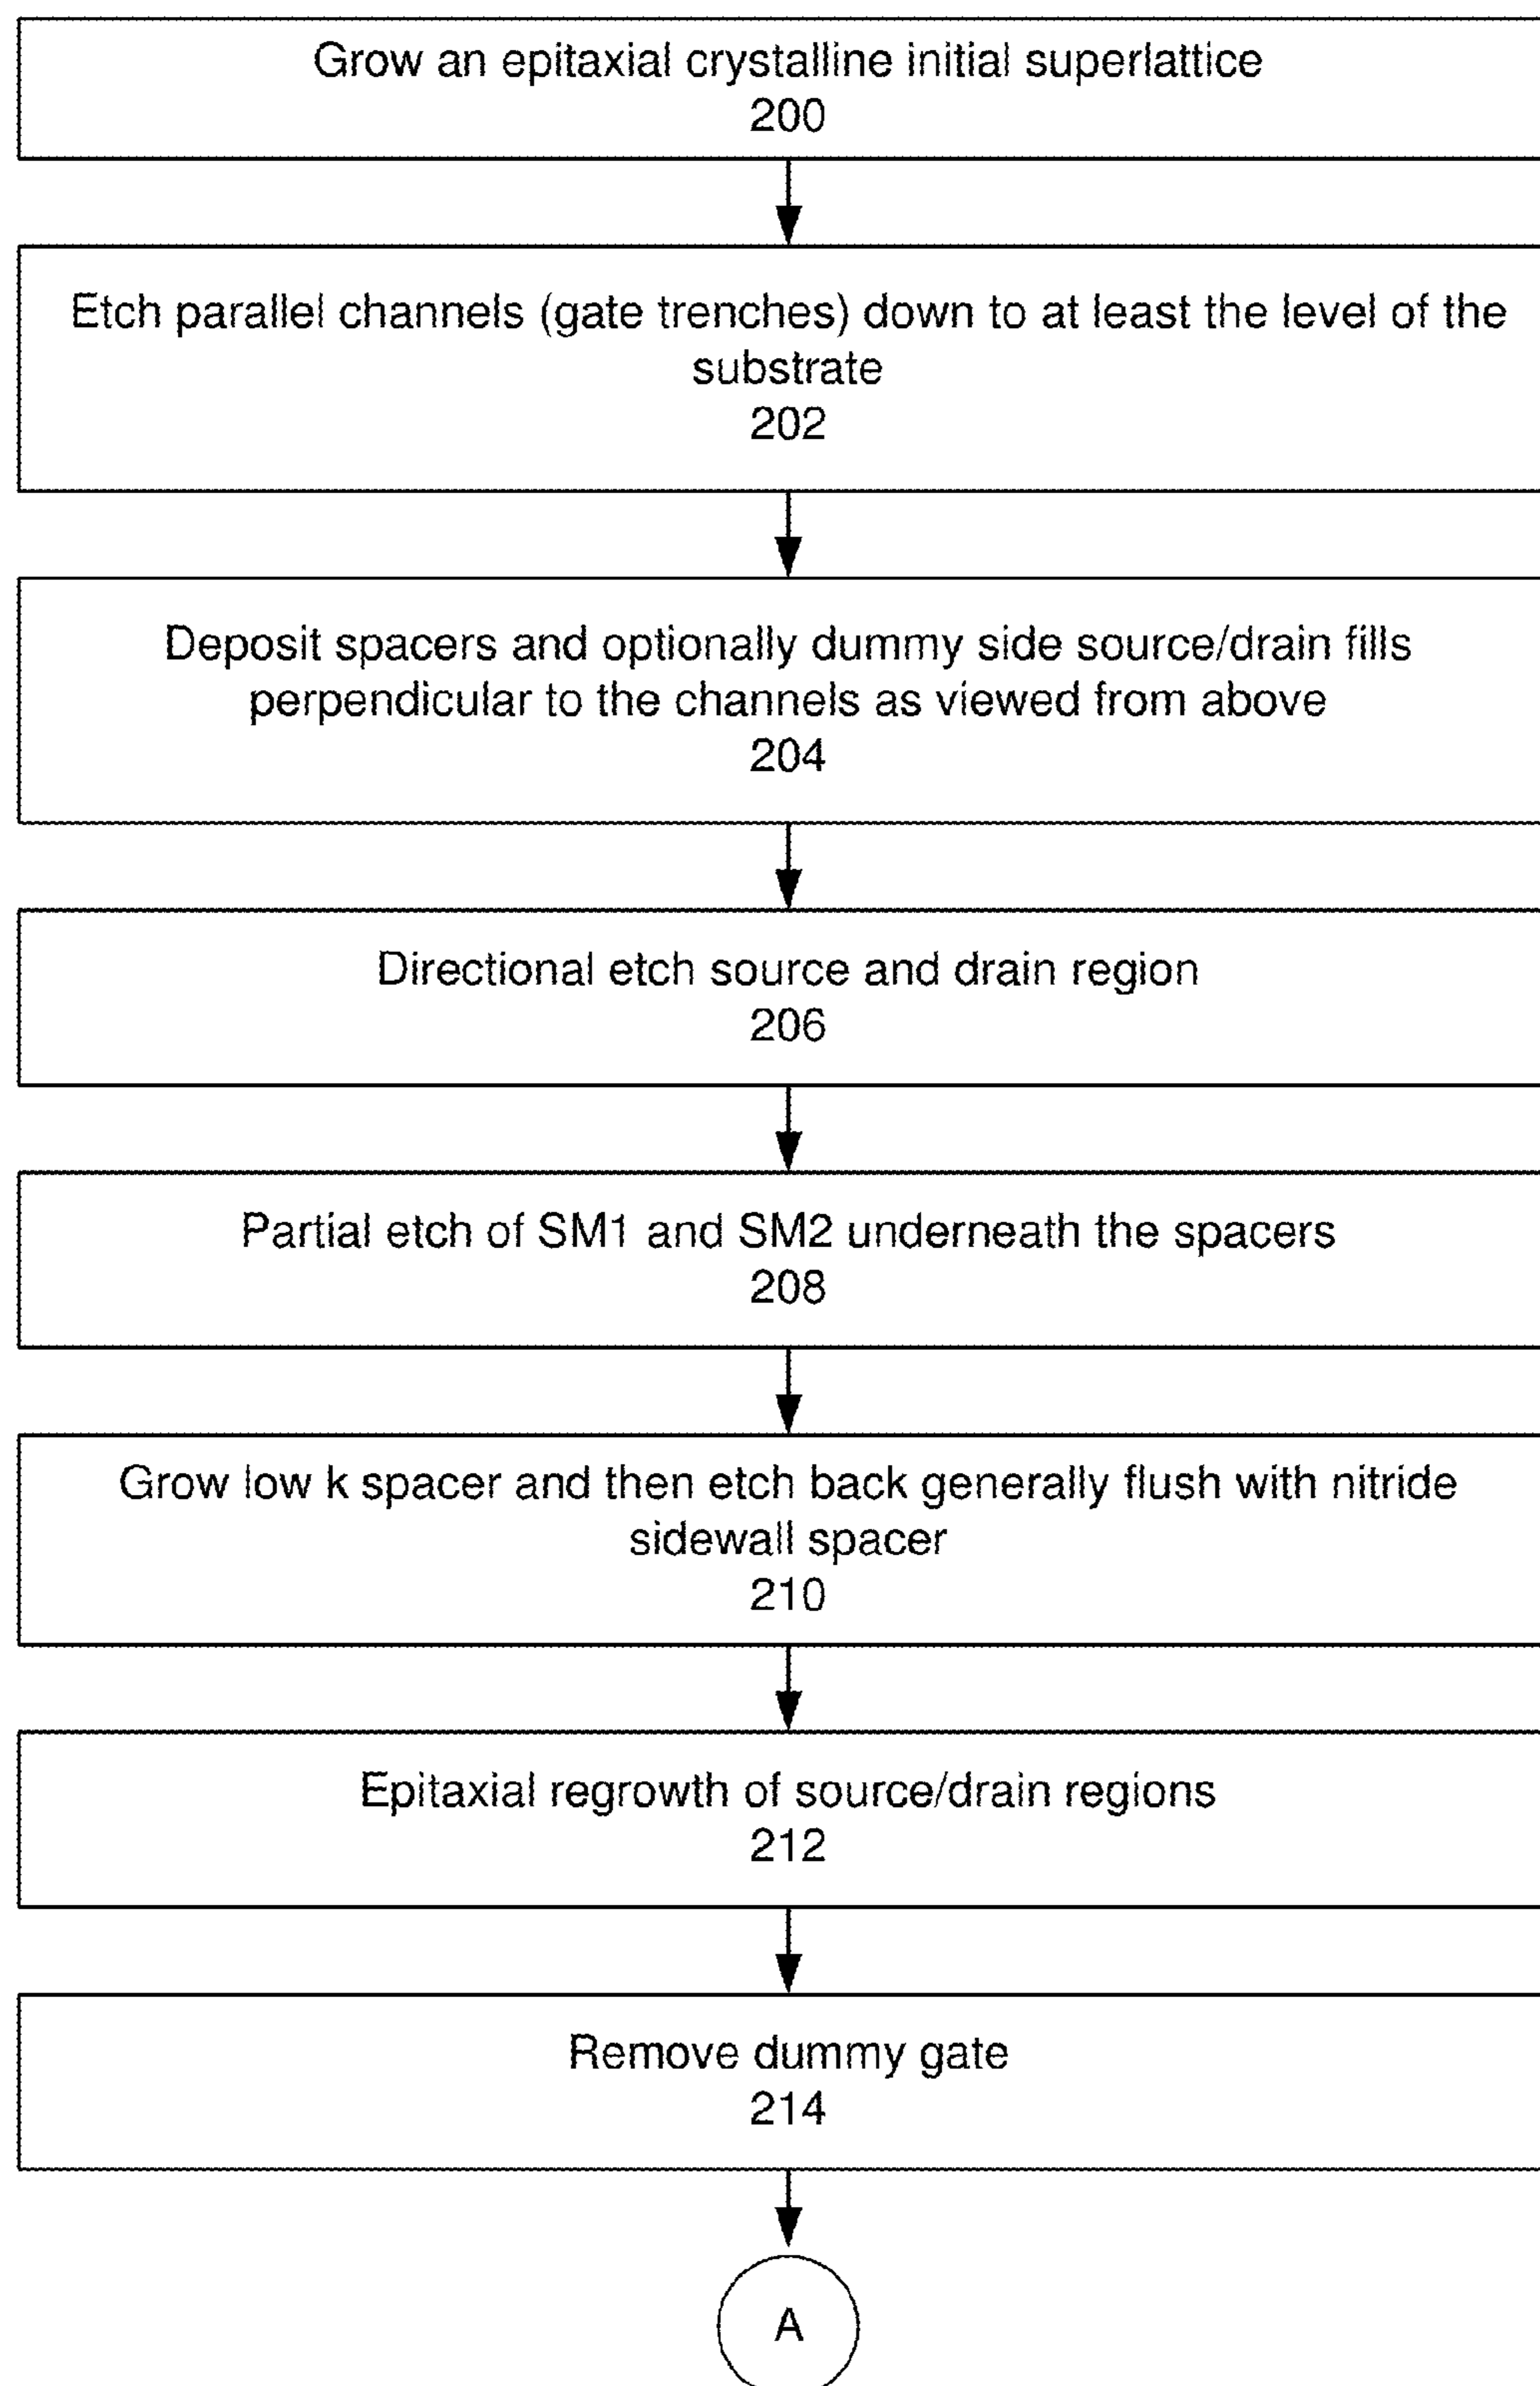 Grow an epitaxial crystalline initial superlattice
200
Etch parallel channels (gate trenches) down to at least the level of the
substrate
202
Deposit spacers and optionally dummy side source/drain fills
perpendicular to the channels as viewed from above
204
Directional etch source and drain region
206
Partial etch of SM1 and SM2 underneath the spacers
208
Grow low k spacer and then etch back generally flush with nitride
sidewall spacer
210
Epitaxial regrowth of source/drain regions
212
Remove dummy gate
214
A